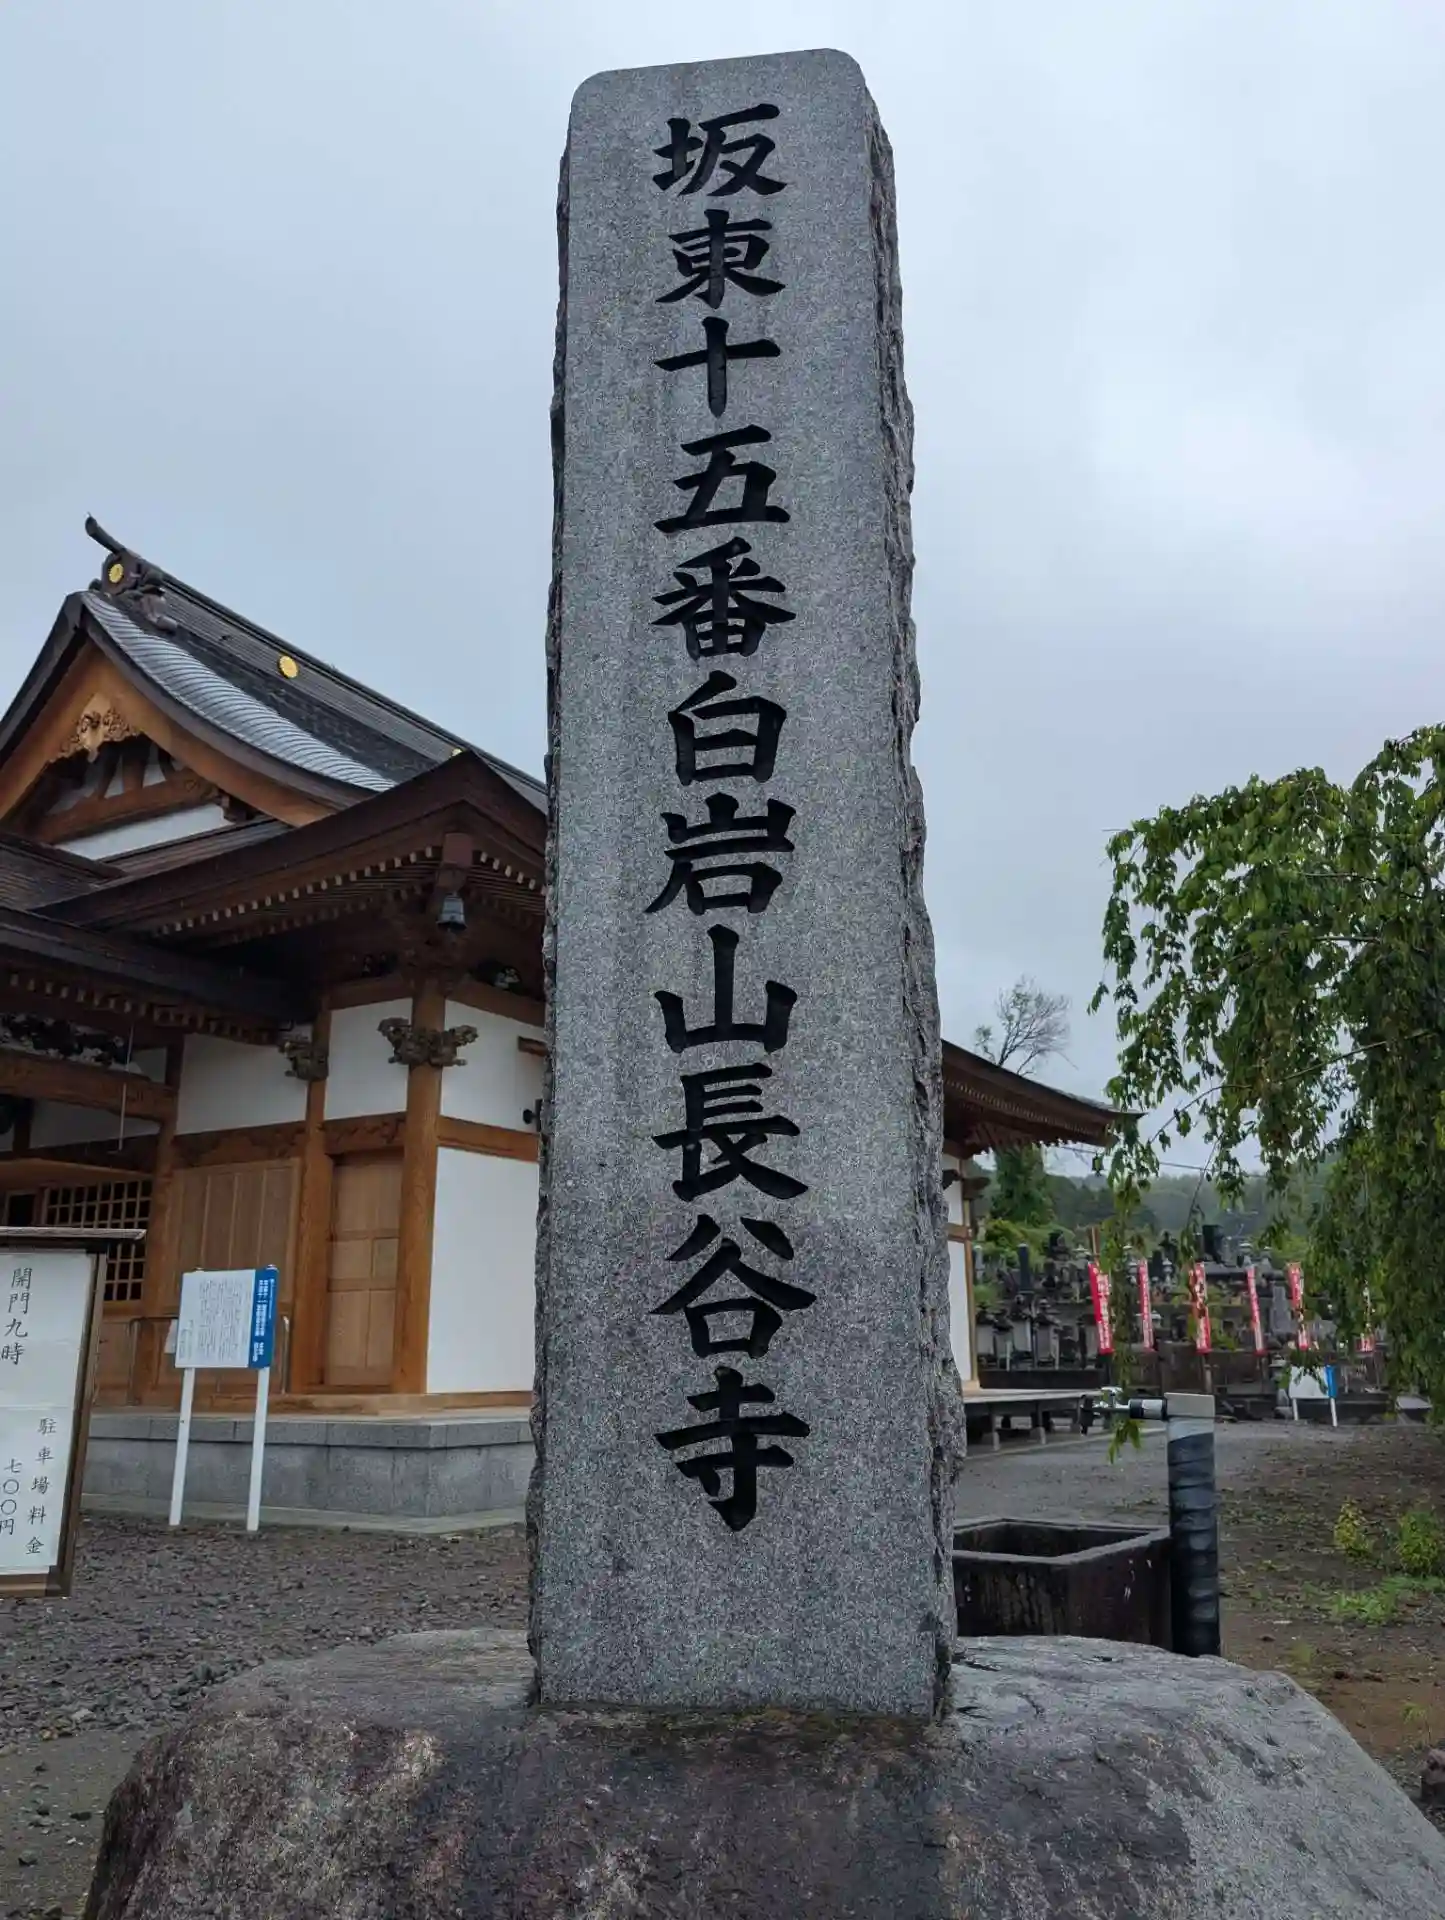 坂東十五番白岩山長谷寺
開門九時
駐車場料金
七〇〇円